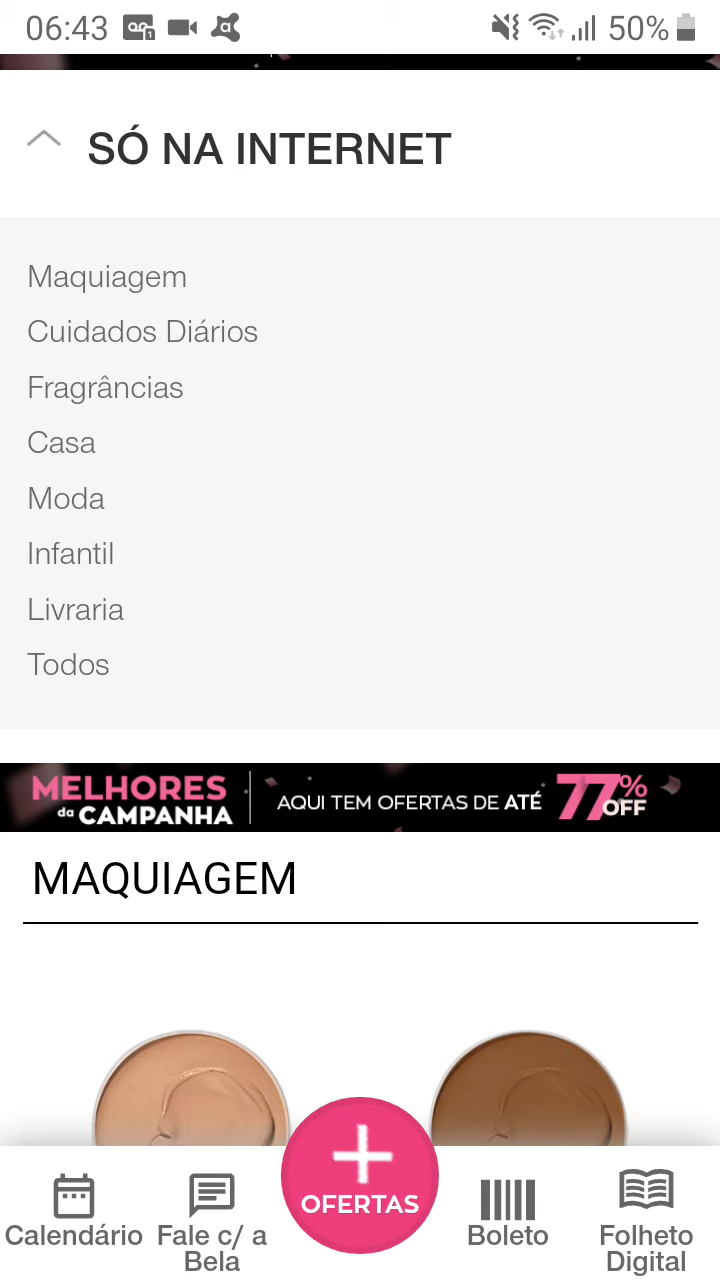 06:43 50%
SÓ NA INTERNET
Maquiagem
Cuidados Diários
Fragrâncias
Casa
Moda
Infantil
Livraria
Todos
MELHORES
da CAMPANHA
AQUI TEM OFERTAS DE ATÉ 77% OFF
MAQUIAGEM
Calendário
Fale c/ a
Bela
OFERTAS
Boleto
Folheto
Digital